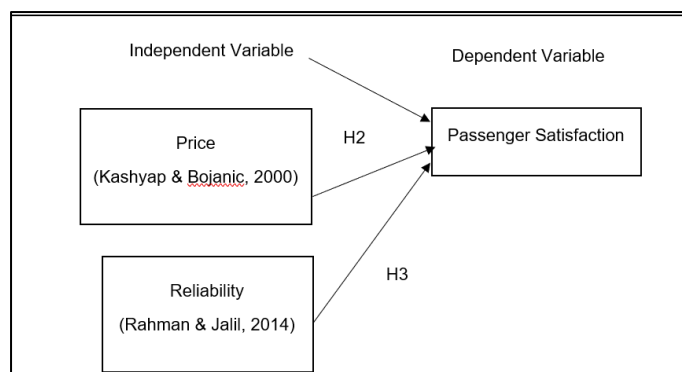 Independent Variable
Dependent Variable
Price
(Kashyap & Bojanic, 2000)
H2
Passenger Satisfaction
Reliability
(Rahman & Jalil, 2014)
H3